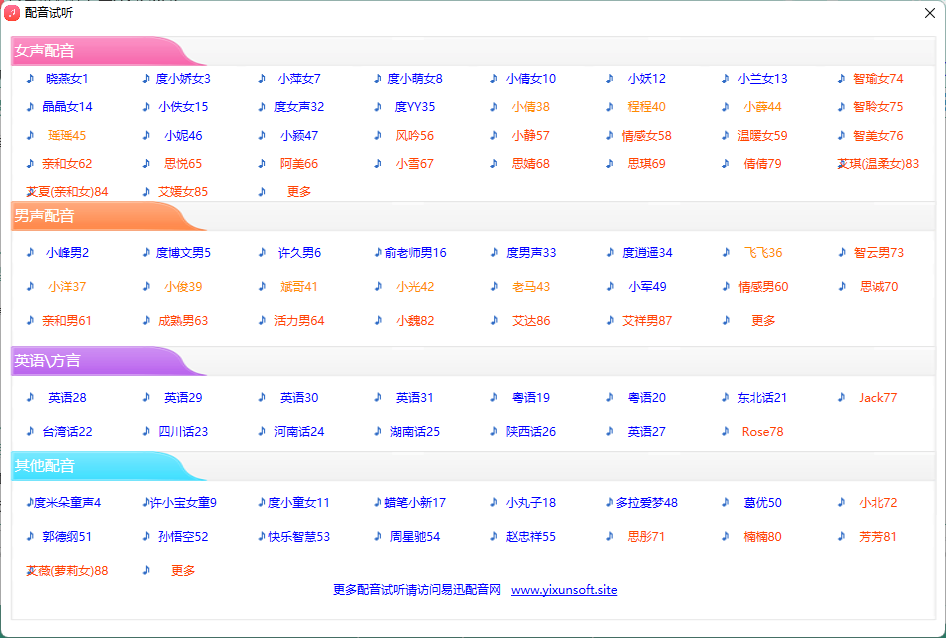 配音试听
女声配音
晓燕女1 度小娇女3 小萍女7 度小萌女8 小倩女10 小妖12 小兰女13 智瑜女74
晶晶女14 小佚女15 度女声32 度YY35 小倩38 程程40 小薛44 智聆女75
瑶瑶45 小妮46 小颍47 风吟56 小静57 情感女58 温暖女59 智美女76
亲和女62 思悦65 阿美66 小雪67 思婧68 思琪69 倩倩79 艾琪(温柔女)83
艾夏(亲和女)84 艾媛女85 更多
男声配音
小峰男2 度博文男5 许久男6 俞老师男16 度男声33 度逍遥34 飞飞36 智云男73
小洋37 小俊39 斌哥41 小光42 老马43 小军49 情感男60 思诚70
亲和男61 成熟男63 活力男64 小魏82 艾达86 艾祥男87 更多
英语\方言
英语28 英语29 英语30 英语31 粤语19 粤语20 东北话21 Jack77
台湾话22 四川话23 河南话24 湖南话25 陕西话26 英语27 Rose78
其他配音
度米朵童声4 许小宝女童9 度小童女11 蜡笔小新17 小丸子18 多拉爱梦48 葛优50 小北72
郭德纲51 孙悟空52 快乐智慧53 周星驰54 赵忠祥55 思彤71 楠楠80 芳芳81
艾薇(萝莉女)88 更多
更多配音试听请访问易迅配音网 www.yixunsoft.site